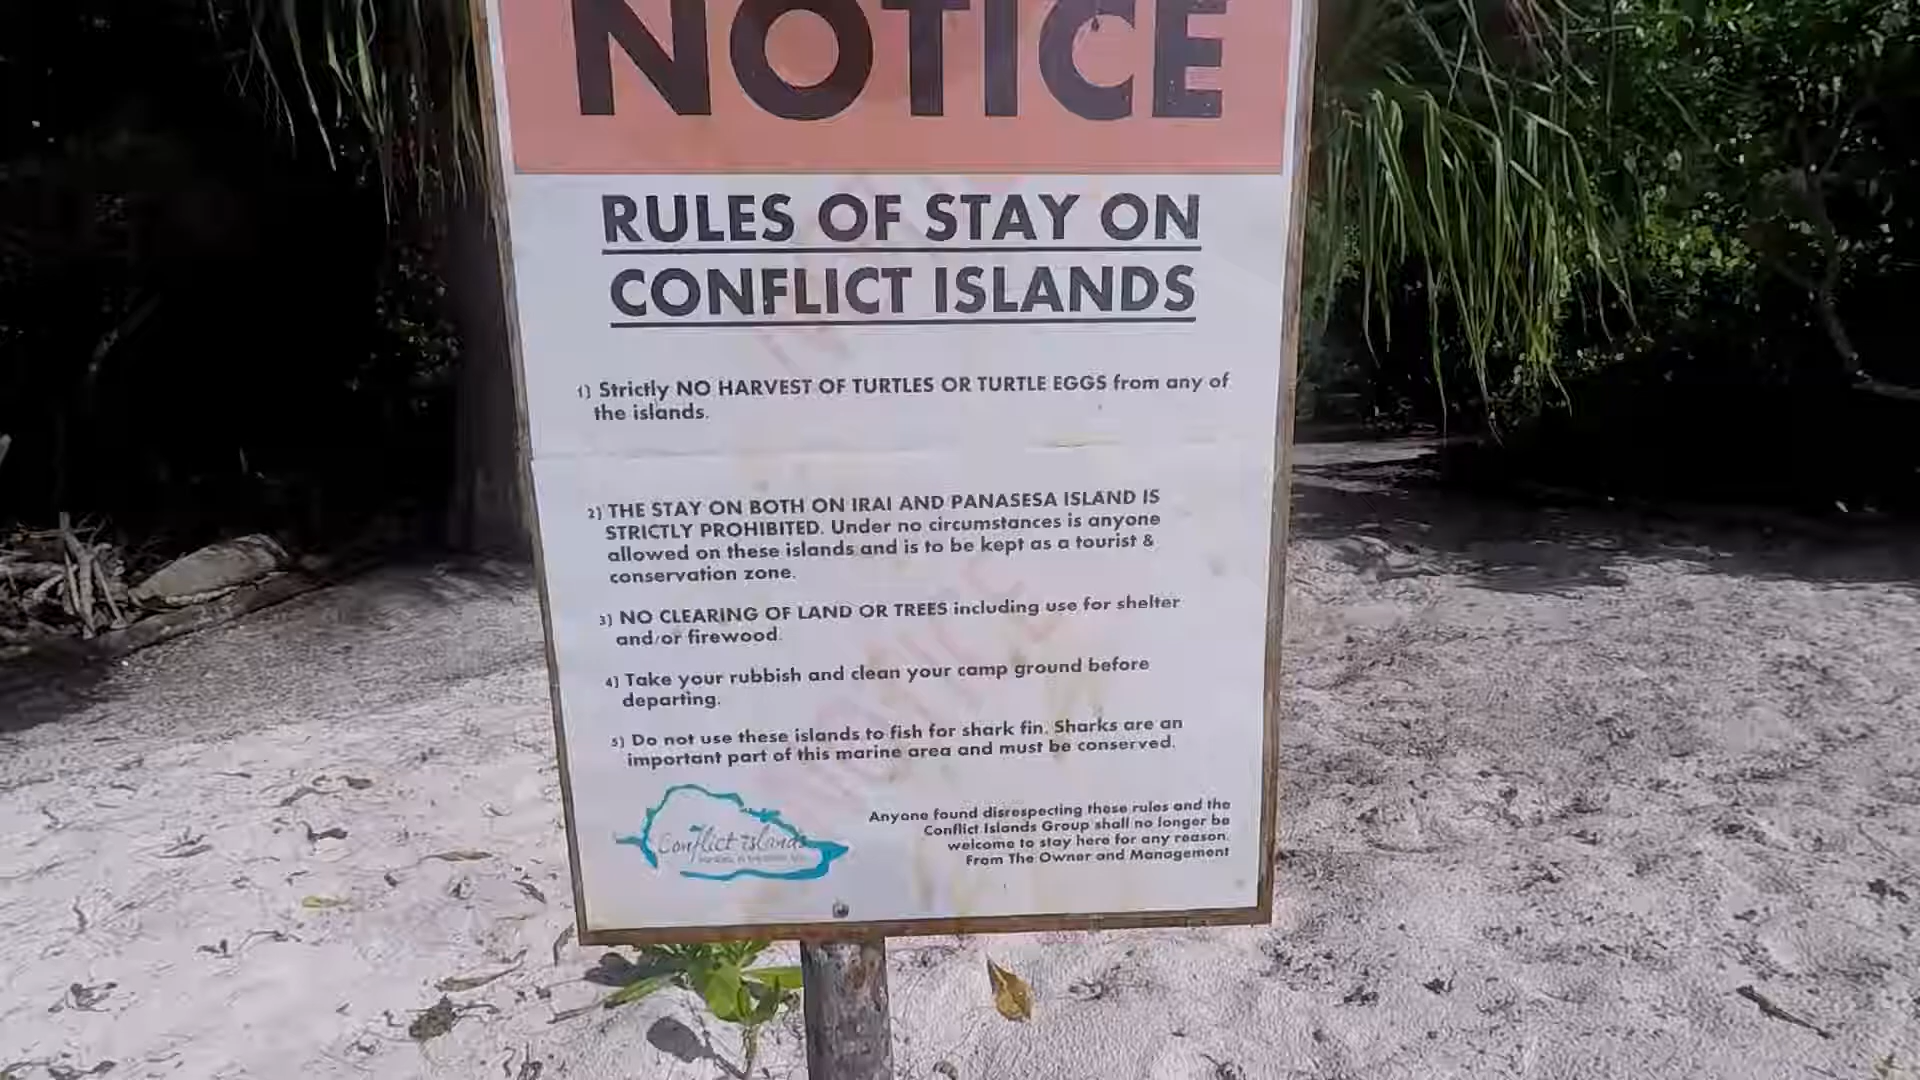 NOTICE
RULES OF STAY ON
CONFLICT ISLANDS
1) Strictly NO HARVEST OF TURTLES OR TURTLE EGGS from any of
the islands.
2) THE STAY ON BOTH ON IRAI AND PANASESA ISLAND IS
STRICTLY PROHIBITED. Under no circumstances is anyone
allowed on these islands and is to be kept as a tourist &
conservation zone.
3) NO CLEARING OF LAND OR TREES including use for shelter
and/or firewood.
4) Take your rubbish and clean your camp ground before
departing.
5) Do not use these islands to fish for shark fin. Sharks are an
important part of this marine area and must be conserved.
Conflict islands
Anyone found disrespecting these rules and the
Conflict Islands Group shall no longer be
welcome to stay here for any reason.
From The Owner and Management